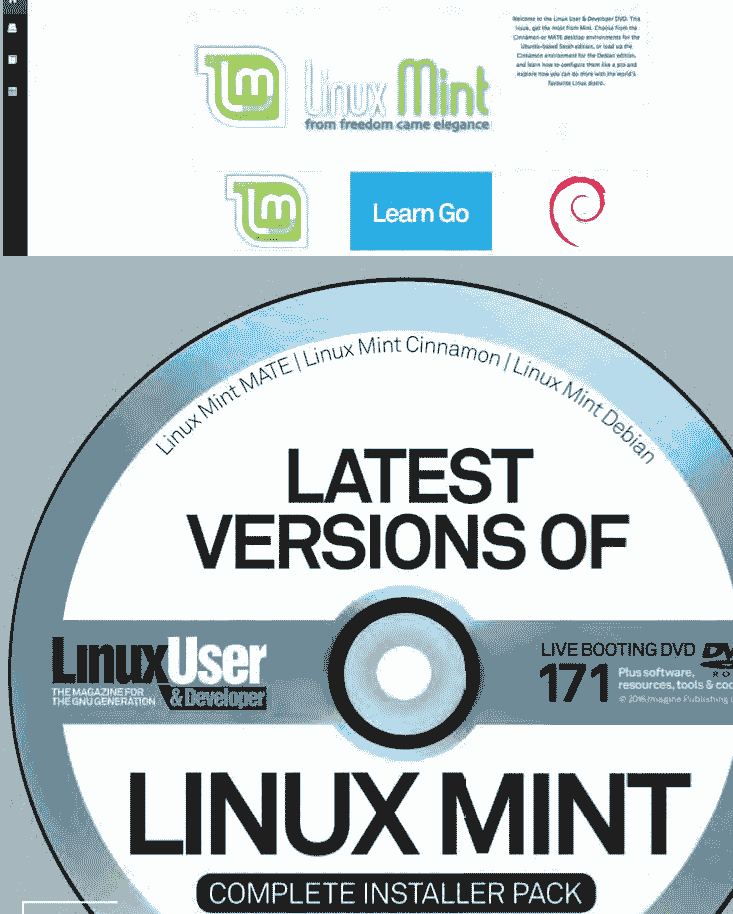 Welcome to the Linux User & Developer DVD. This
issue, get the most from Mint. Choose from the
Cinnamon or MATE desktop environments for the
Ubuntu-based Sarah edition, or load up the
Cinnamon environment for the Debian edition,
and learn how to configure them like a pro and
explore how you can do more with the world's
favourite Linux distro.
lm
Linux Mint
from freedom came elegance
lm
Learn Go
Linux Mint MATE | Linux Mint Cinnamon | Linux Mint Debian
LATEST
VERSIONS OF
LinuxUser
& Developer
THE MAGAZINE FOR
THE GNU GENERATION
LIVE BOOTING DVD
171
Plus software,
resources, tools &
© 2016 Imagine Publishing
LINUX MINT
COMPLETE INSTALLER PACK